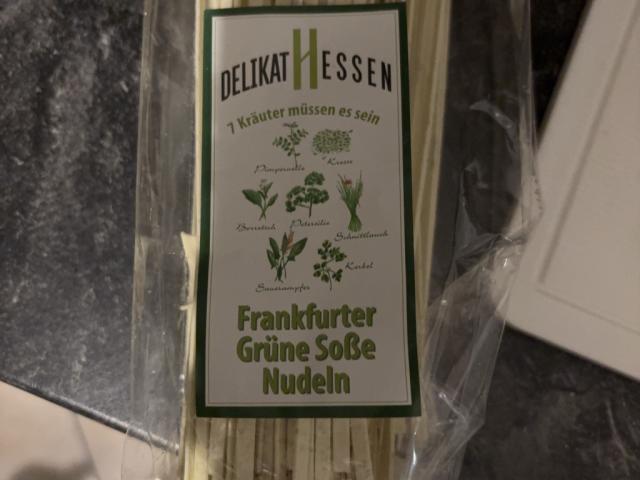 DELIKATHESSEN
7 Kräuter müssen es sein
Pimpernelle Kresse
Borretsch Petersilie Schnittlauch
Sauerampfer Kerbel
Frankfurter
Grüne Soße
Nudeln